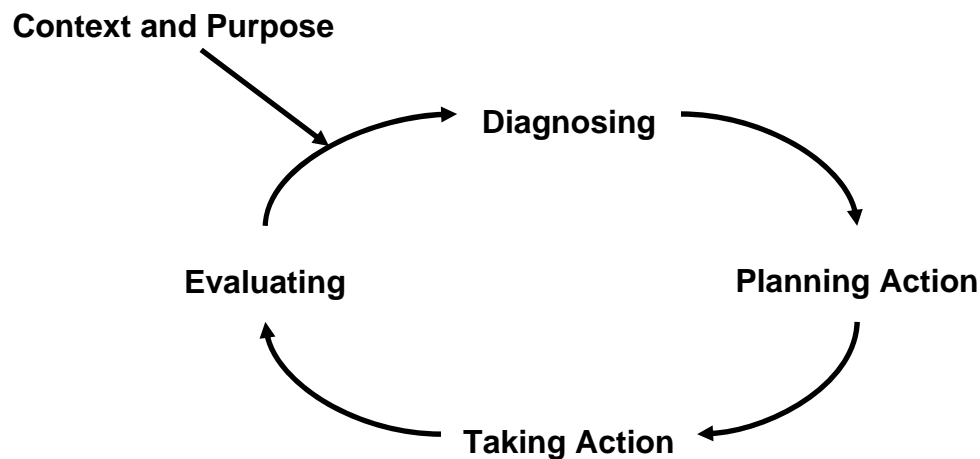 Context and Purpose
Diagnosing
Evaluating
Planning Action
Taking Action